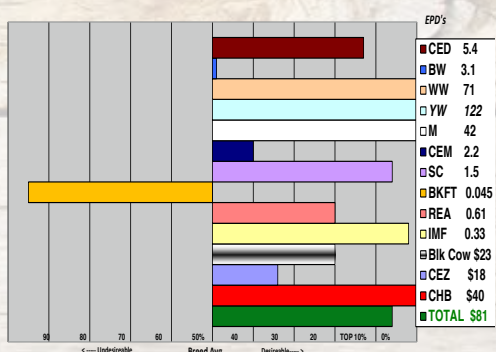 EPD's
CED 5.4
BW 3.1
WW 71
YW 122
M 42
CEM 2.2
SC 1.5
BKFT 0.045
REA 0.61
IMF 0.33
Blk Cow $23
CEZ $18
CHB $40
TOTAL $81
90 80 70 60 50% 40 30 20 TOP 10% 0%
<---- Undesireable Breed Avg. Desireable---->